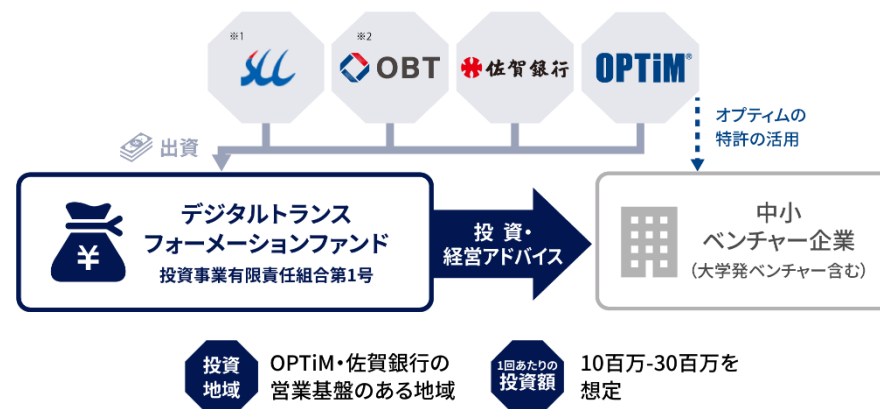 ※1
SCC
※2
OBT
佐賀銀行
OPTiM®
出資
オプティムの
特許の活用
¥
デジタルトランス
フォーメーションファンド
投資事業有限責任組合第1号
投資・
経営アドバイス
中小
ベンチャー企業
(大学発ベンチャー含む)
投資
地域
OPTiM・佐賀銀行の
営業基盤のある地域
1回あたりの
投資額
10百万-30百万を
想定